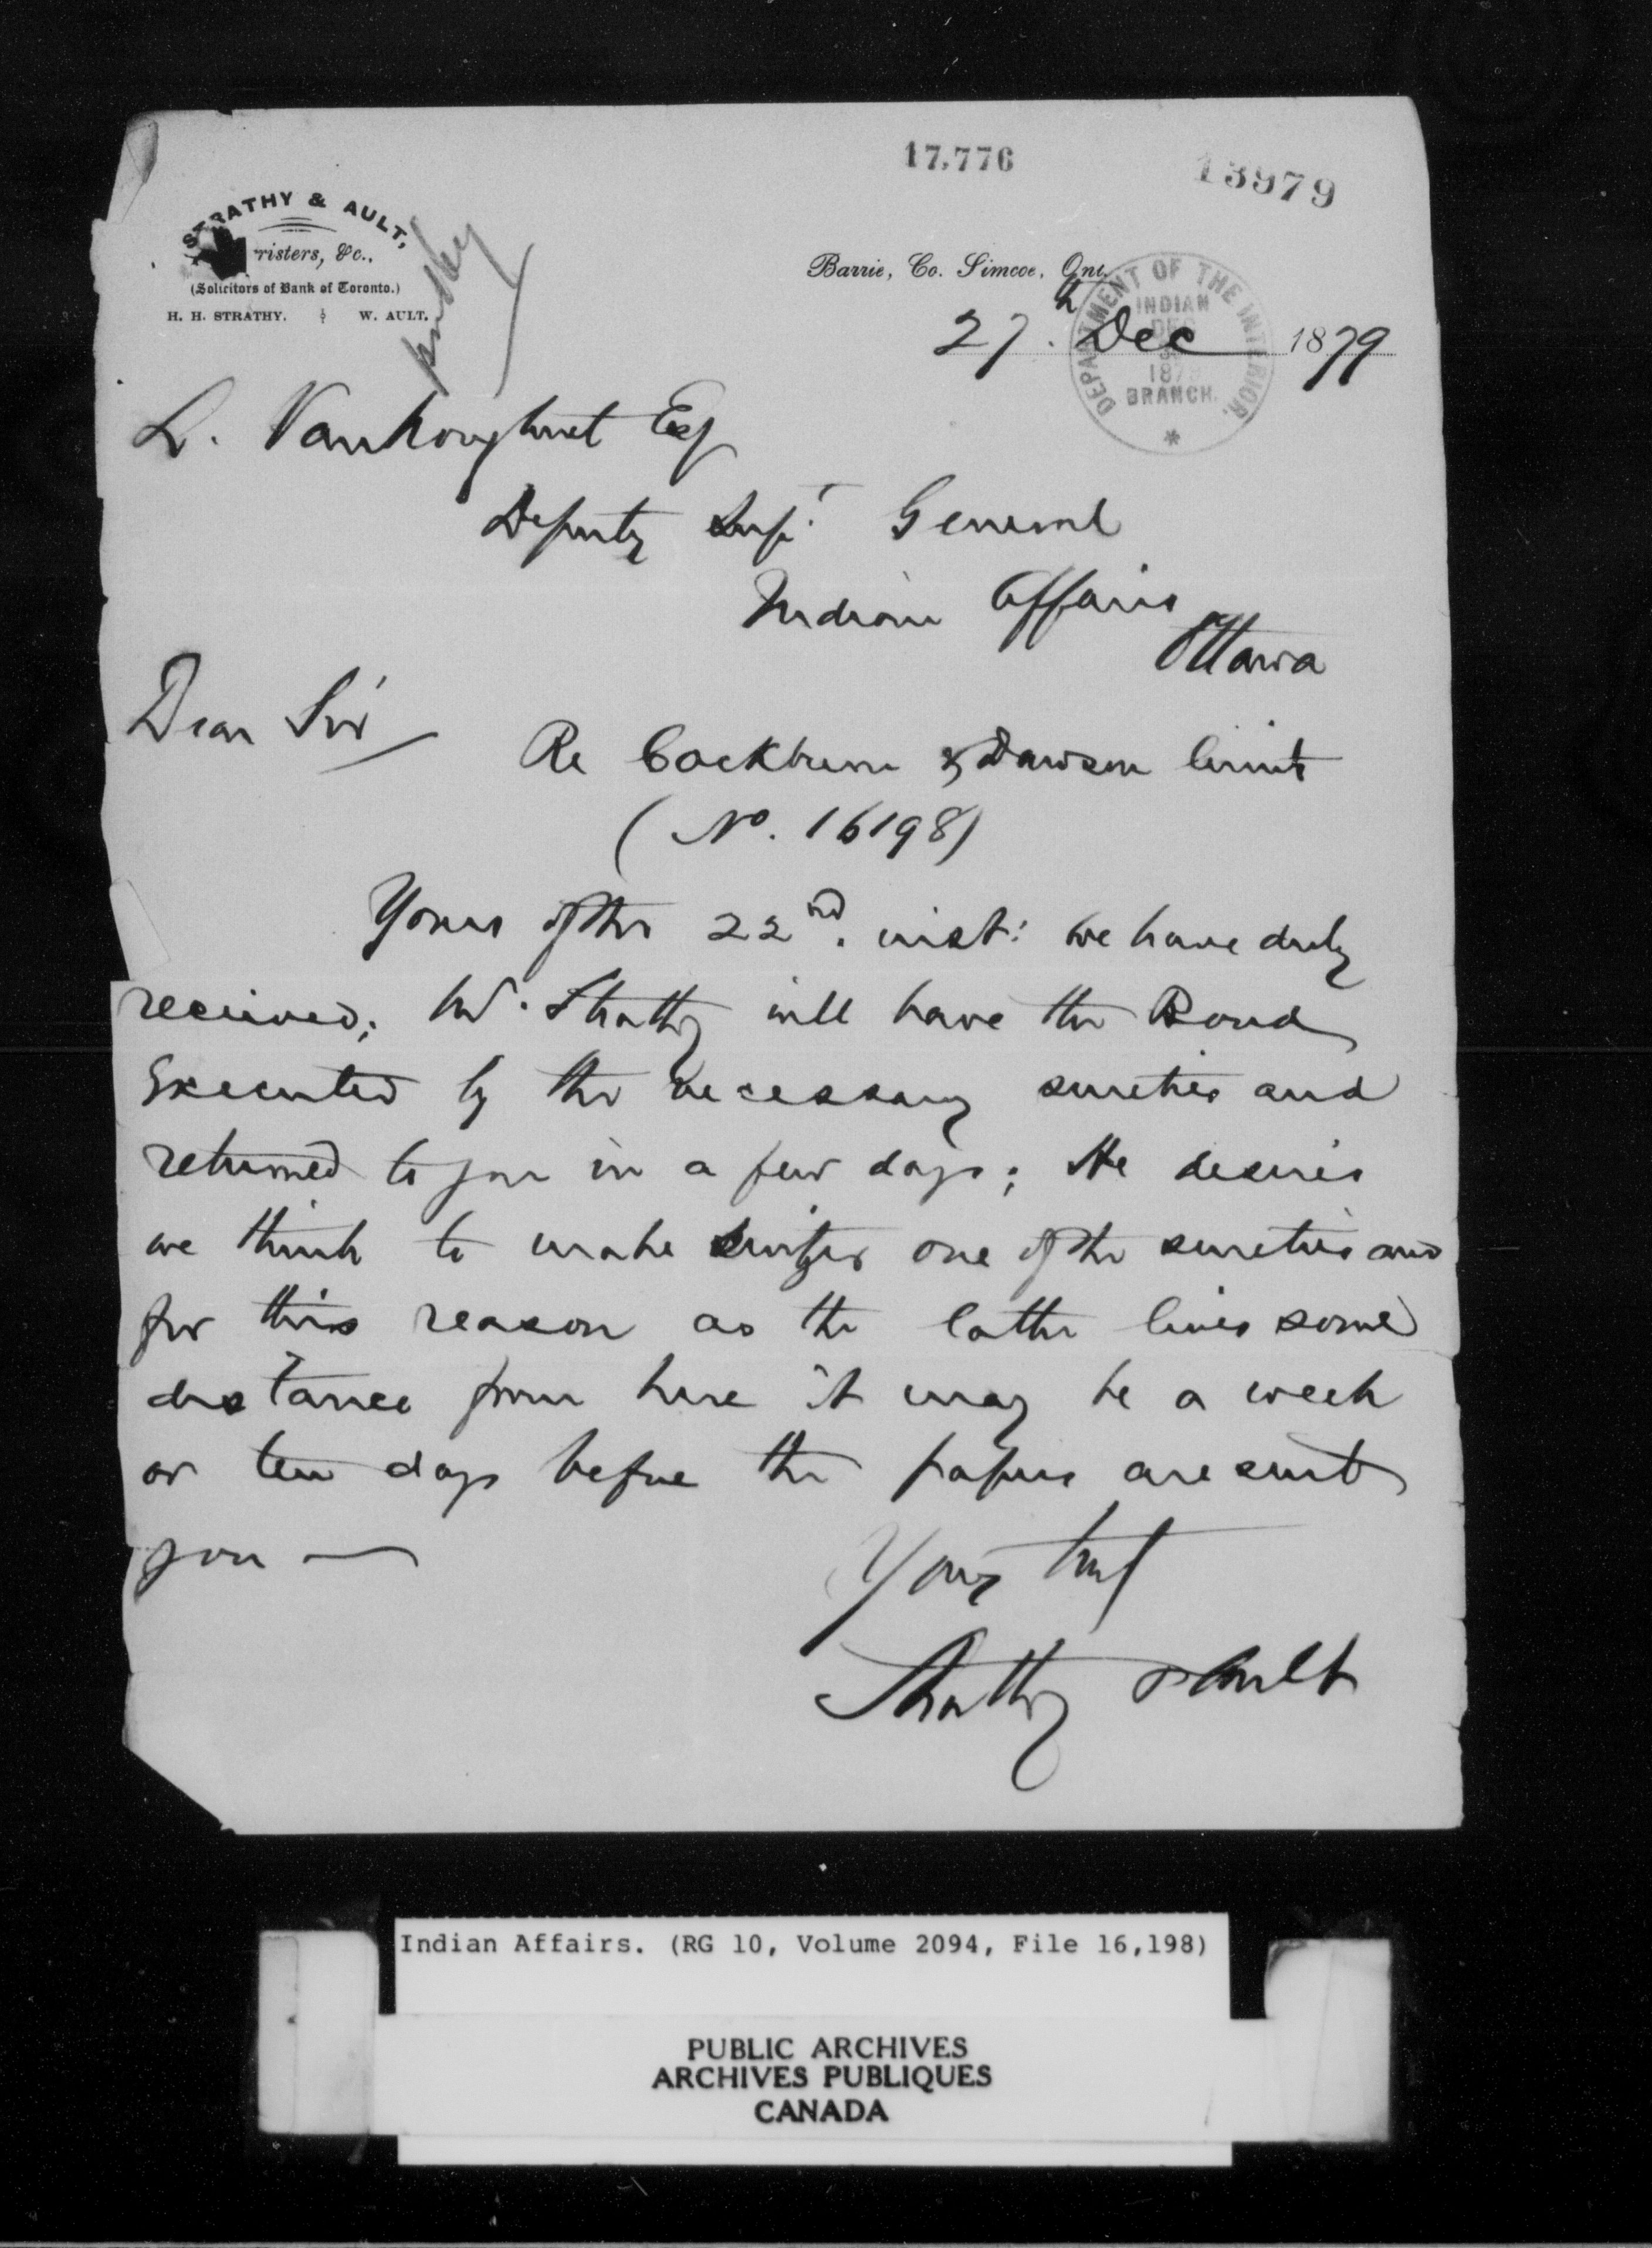 17,776
13979
STRATHY & AULT,
risters, &c.,
(Solicitors of Bank of Toronto.)
H. H. STRATHY. W. AULT.
Barrie, Co. Simcoe, Ont.
27th. Dec 1879
DEPARTMENT OF THE INTERIOR.
INDIAN
DEC
187
BRANCH.
L. Vankoughnet Esq
Deputy Supt General
Indian Affairs
Ottawa
Dear Sir
Re Cockburn & Dawson limits
(No. 16198)
Yours of the 22nd. inst: we have duly
received; Mr. Strathy will have the Bond
Executed by the necessary sureties and
returned to you in a few days; He desires
we think to make one of the sureties and
for this reason as the latter lives some
distance from here it may be a week
or ten days before the papers are sent
you —
Yours truly
Strathy & Ault
Indian Affairs. (RG 10, Volume 2094, File 16,198)
PUBLIC ARCHIVES
ARCHIVES PUBLIQUES
CANADA